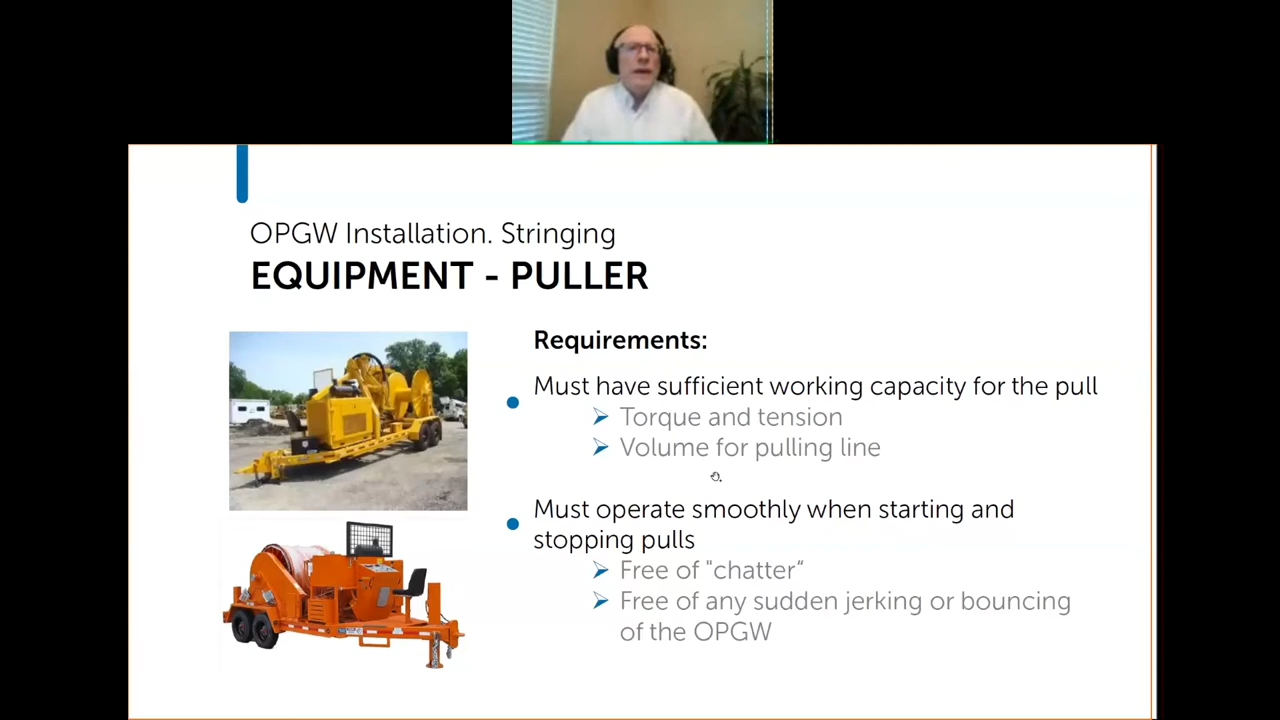 OPGW Installation. Stringing
EQUIPMENT - PULLER
Requirements:
Must have sufficient working capacity for the pull
Torque and tension
Volume for pulling line
Must operate smoothly when starting and
stopping pulls
Free of "chatter“
Free of any sudden jerking or bouncing
of the OPGW